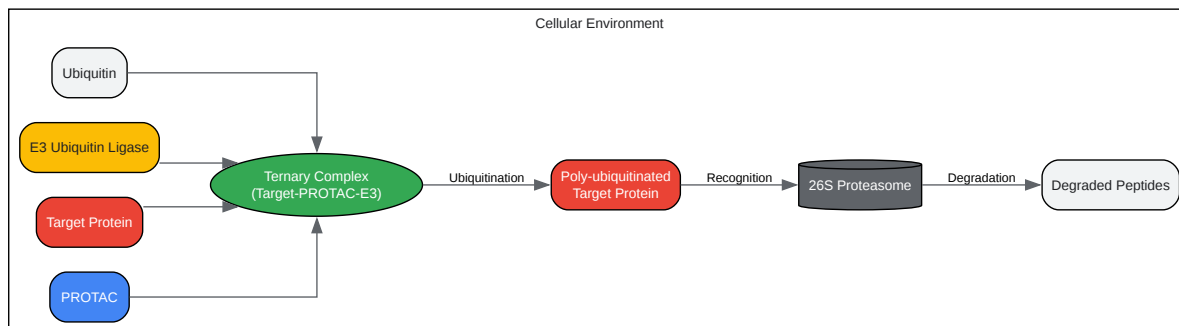 Cellular Environment
Ubiquitin
E3 Ubiquitin Ligase
Target Protein
PROTAC
Ternary Complex
(Target-PROTAC-E3)
Ubiquitination
Poly-ubiquitinated
Target Protein
Recognition
26S Proteasome
Degradation
Degraded Peptides